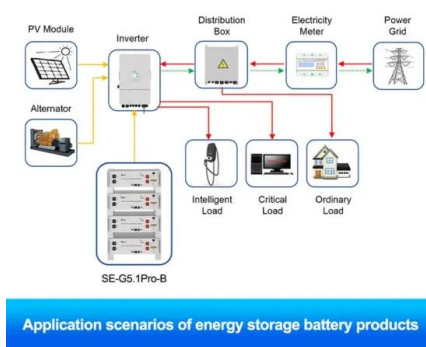 PV Module
Inverter
Distribution
Box
Electricity
Meter
Power
Grid
Alternator
Intelligent
Load
Critical
Load
Ordinary
Load
SE-G5.1Pro-B
Application scenarios of energy storage battery products